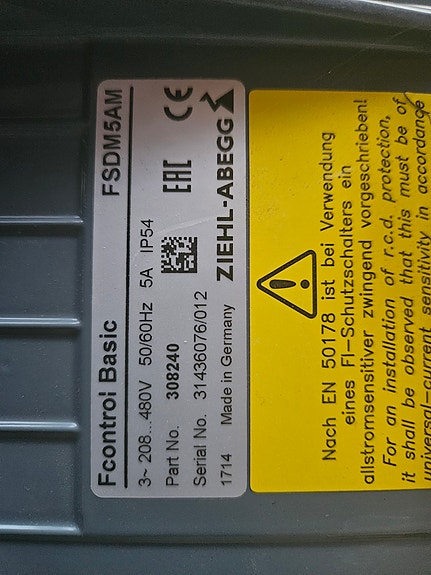 Fcontrol Basic FSDM5AM
3~ 208...480V 50/60Hz 5A IP54
Part No. 308240
Serial No. 31436076/012
1714 Made in Germany
EAC CE
ZIEHL-ABEGG
Nach EN 50178 ist bei Verwendung
eines FI-Schutzschalters ein
allstromsensitiver zwingend vorgeschrieben!
For an installation of r.c.d. protection,
it shall be observed that this must be of
universal-current sensitivity in accordance